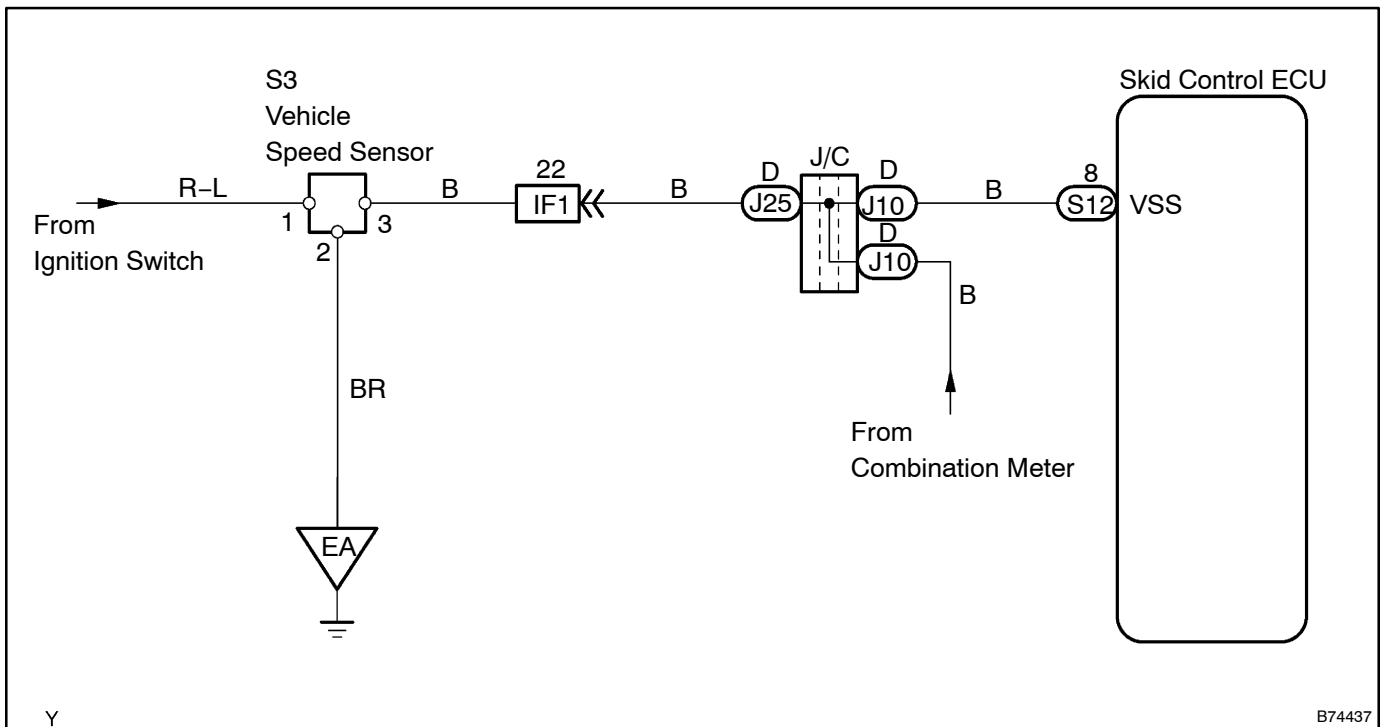 S3
Vehicle
Speed Sensor
Skid Control ECU
R-L
From
Ignition Switch
1
2
3
B
22
IF1
B
D
J25
J/C
D
J10
D
J10
B
8
S12
VSS
B
From
Combination Meter
BR
EA
Y
B74437